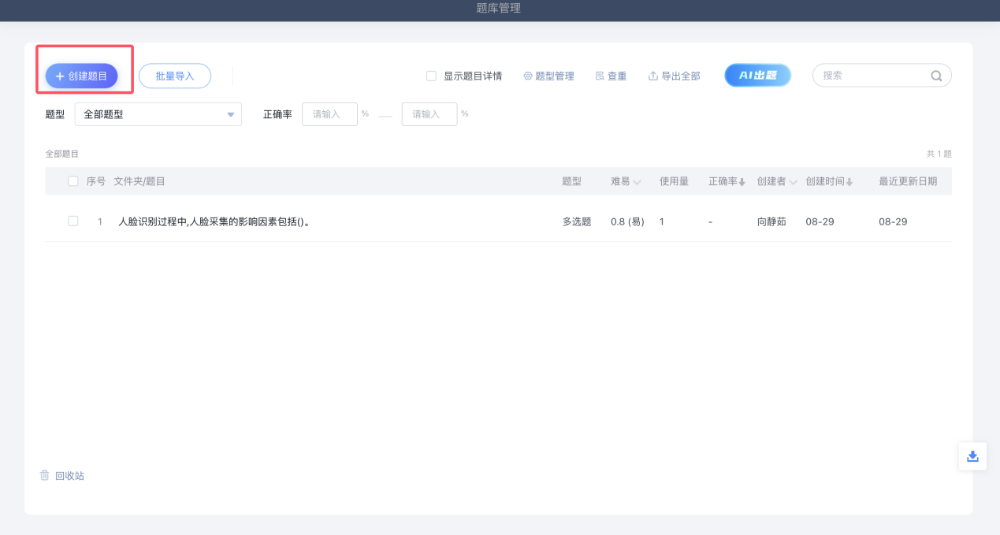 题库管理
+ 创建题目 批量导入 显示题目详情 题型管理 查重 导出全部 AI出题 搜索
题型 全部题型 正确率 请输入 % — 请输入 %
全部题目 共 1 题
序号 文件夹/题目 题型 难易 使用量 正确率 创建者 创建时间 最近更新日期
1 人脸识别过程中,人脸采集的影响因素包括()。 多选题 0.8 (易) 1 - 向静茹 08-29 08-29
回收站